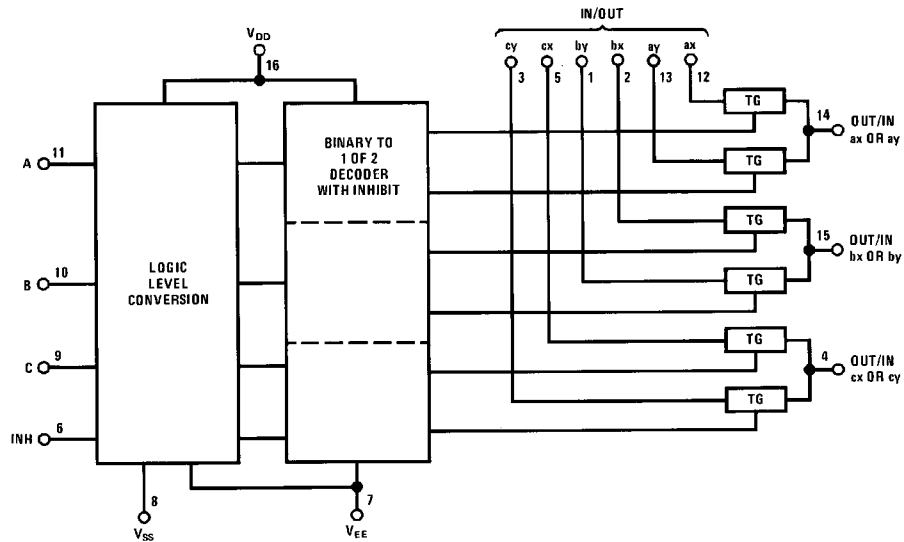 IN/OUT
VDD
16
cy
cx
by
bx
ay
ax
3
5
1
2
13
12
TG
14
OUT/IN
ax OR ay
TG
A
11
BINARY TO
1 OF 2
DECODER
WITH INHIBIT
TG
15
OUT/IN
bx OR by
TG
B
10
LOGIC
LEVEL
CONVERSION
TG
4
OUT/IN
cx OR cy
TG
C
9
INH
6
8
VSS
7
VEE